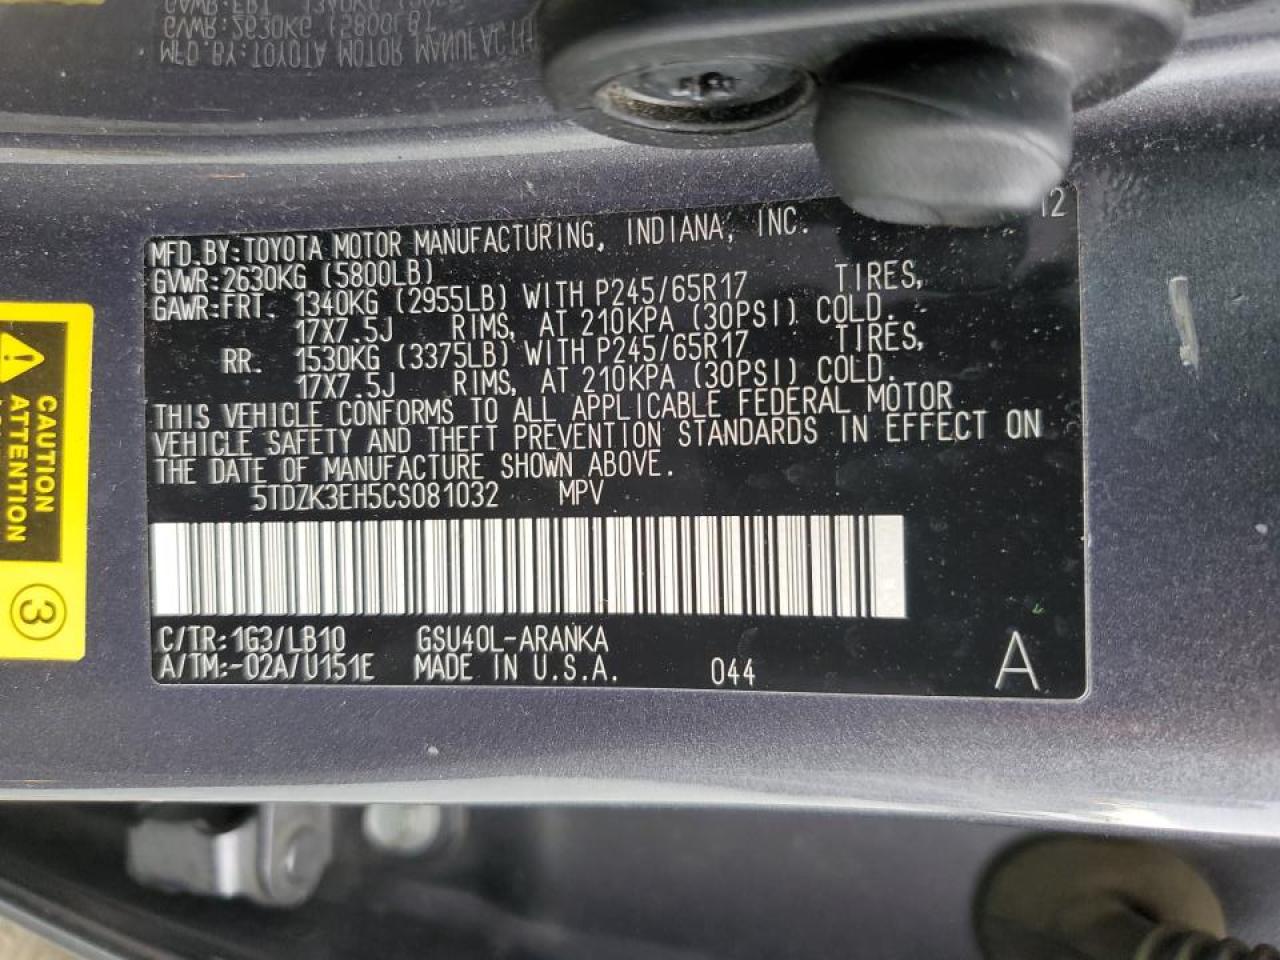 12
MFD.BY:TOYOTA MOTOR MANUFACTURING, INDIANA, INC.
GVWR:2630KG (5800LB)
GAWR:FRT. 1340KG (2955LB) WITH P245/65R17 TIRES,
17X7.5J RIMS, AT 210KPA (30PSI) COLD.
RR. 1530KG (3375LB) WITH P245/65R17 TIRES,
17X7.5J RIMS, AT 210KPA (30PSI) COLD.
THIS VEHICLE CONFORMS TO ALL APPLICABLE FEDERAL MOTOR
VEHICLE SAFETY AND THEFT PREVENTION STANDARDS IN EFFECT ON
THE DATE OF MANUFACTURE SHOWN ABOVE.
5TDZK3EH5CS081032 MPV
C/TR:1G3/LB10 GSU40L-ARANKA
A/TM:-02A/U151E MADE IN U.S.A. 044 A
CAUTION
ATTENTION
3